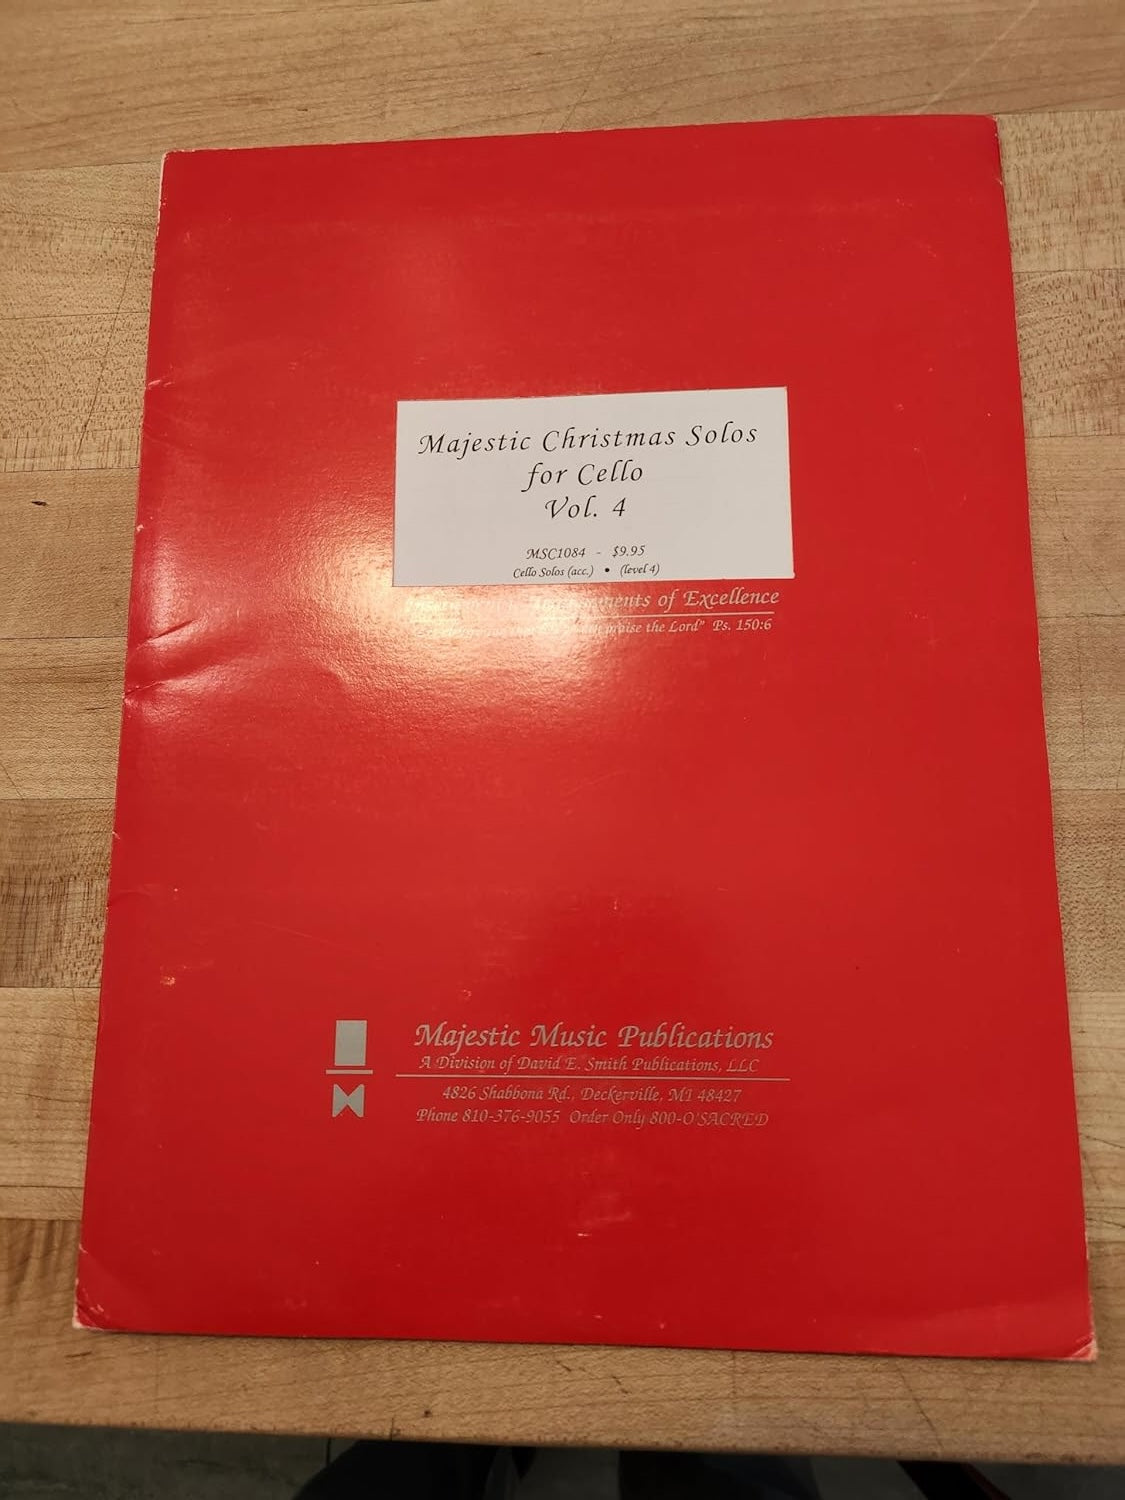 Majestic Christmas Solos
for Cello
Vol. 4
MSC1084 - $9.95
Cello Solos (acc.) • (level 4)
of Excellence
praise the Lord" Ps. 150:6
Majestic Music Publications
A Division of David E. Smith Publications, LLC
4826 Shabbona Rd., Deckerville, MI 48427
Phone 810-376-9055 Order Only 800-O'SACRED